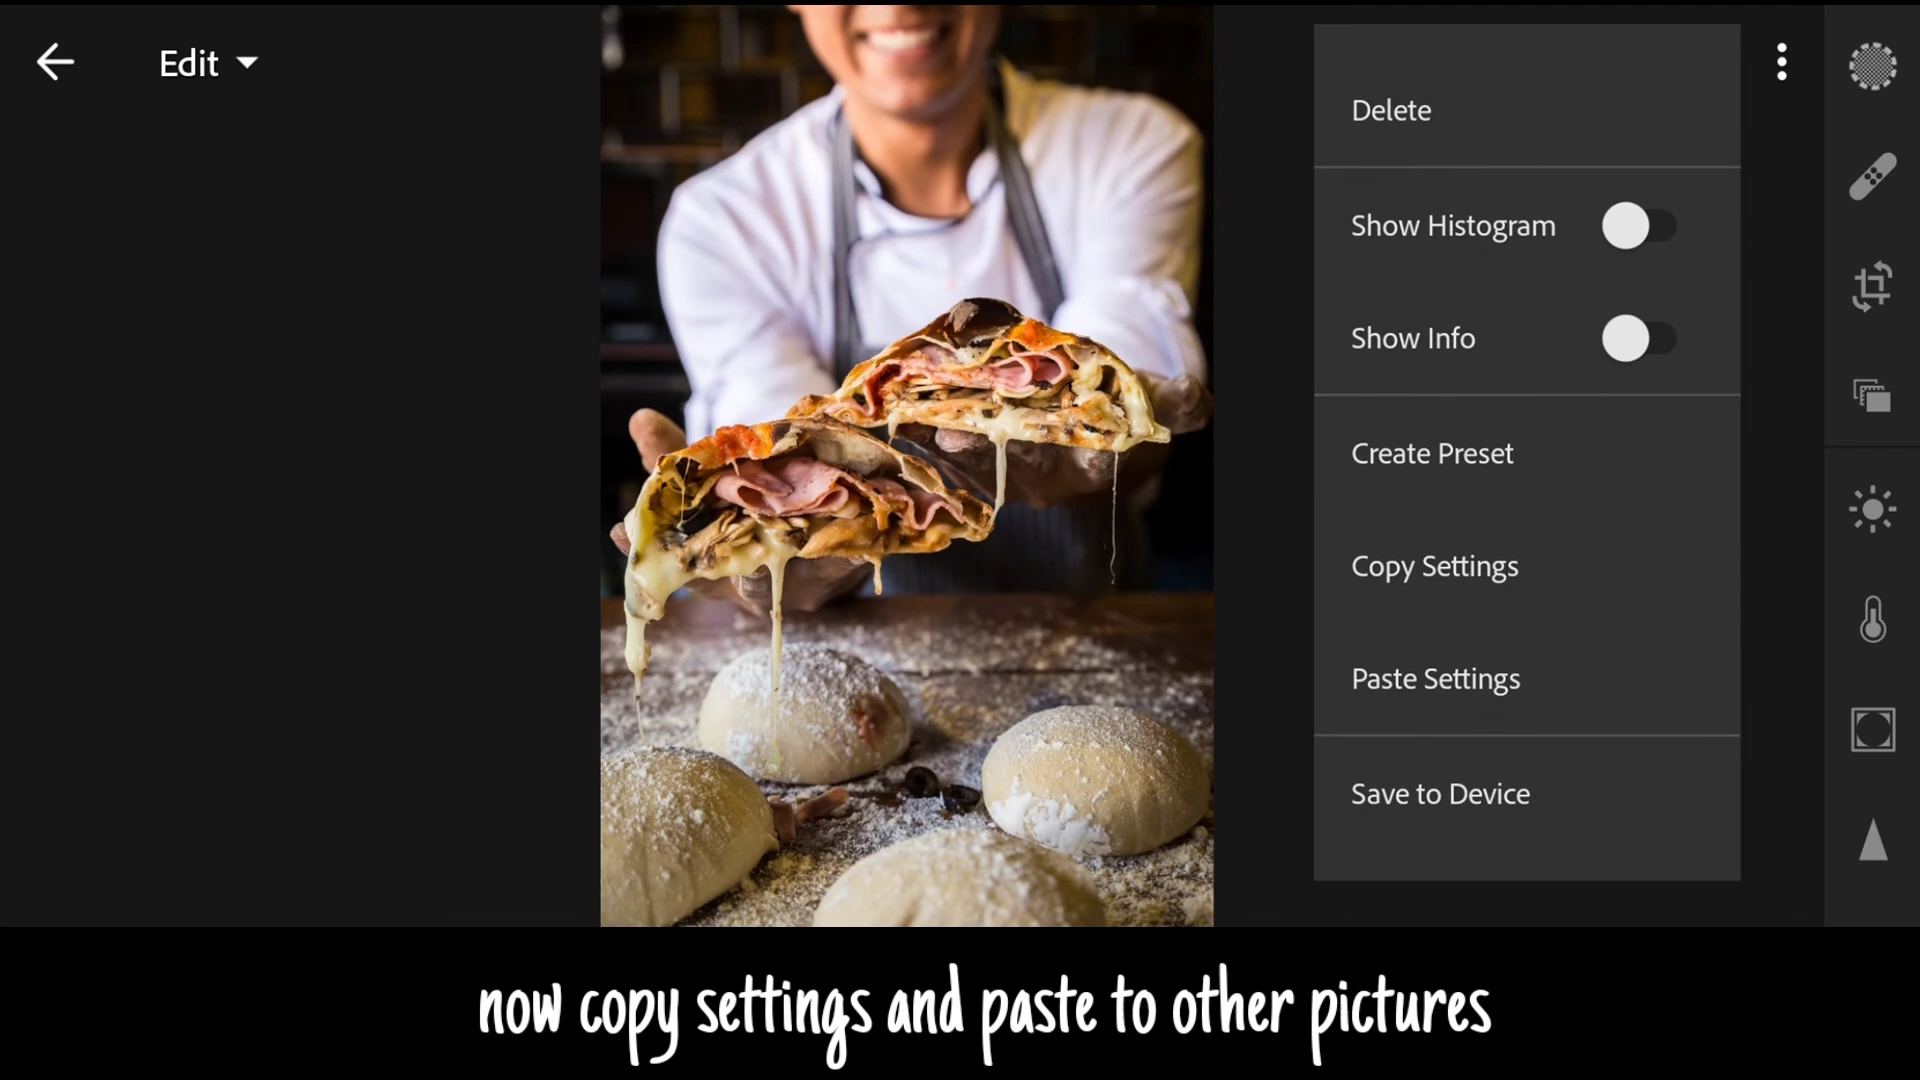 Edit
Delete
Show Histogram
Show Info
Create Preset
Copy Settings
Paste Settings
Save to Device
now copy settings and paste to other pictures